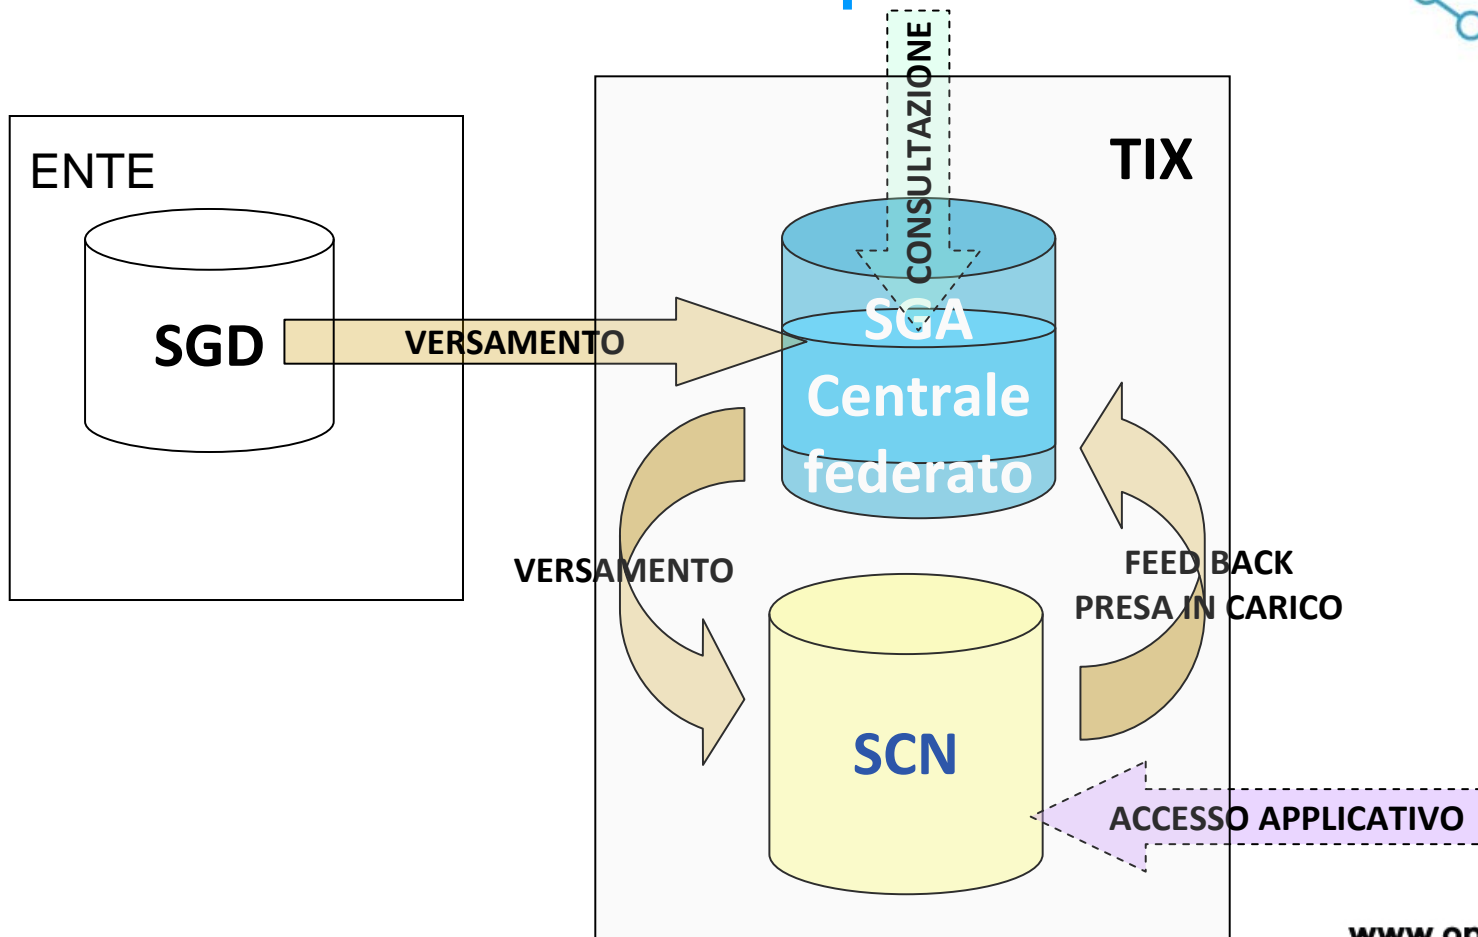 CONSULTAZIONE
ENTE
TIX
SGD
VERSAMENTO
SGA
Centrale
federato
VERSAMENTO
FEED BACK
PRESA IN CARICO
SCN
ACCESSO APPLICATIVO